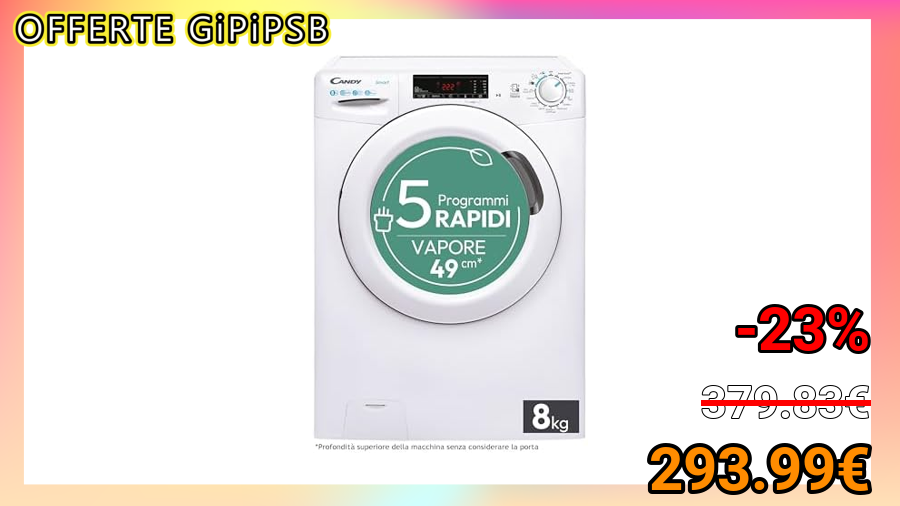 OFFERTE GiPiPSB
CANDY
Smart
5
Programmi
RAPIDI
VAPORE
49 cm*
8kg
*Profondità superiore della macchina senza considerare la porta
-23%
379.83€
293.99€